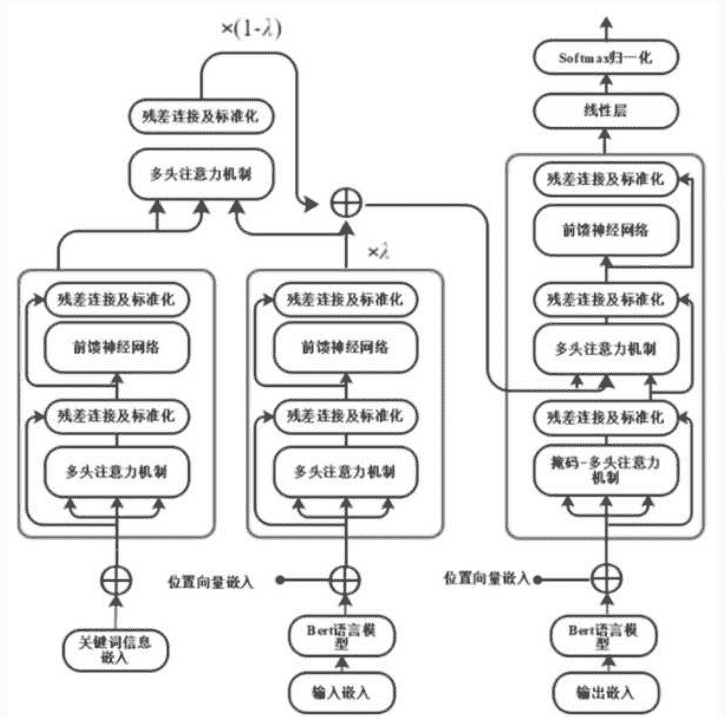 ×(1-λ)
残差连接及标准化
多头注意力机制
×λ
残差连接及标准化
前馈神经网络
残差连接及标准化
多头注意力机制
关键词信息
嵌入
残差连接及标准化
前馈神经网络
残差连接及标准化
多头注意力机制
位置向量嵌入
Bert语言模
型
输入嵌入
Softmax归一化
线性层
残差连接及标准化
前馈神经网络
残差连接及标准化
多头注意力机制
残差连接及标准化
掩码-多头注意力
机制
位置向量嵌入
Bert语言模
型
输出嵌入